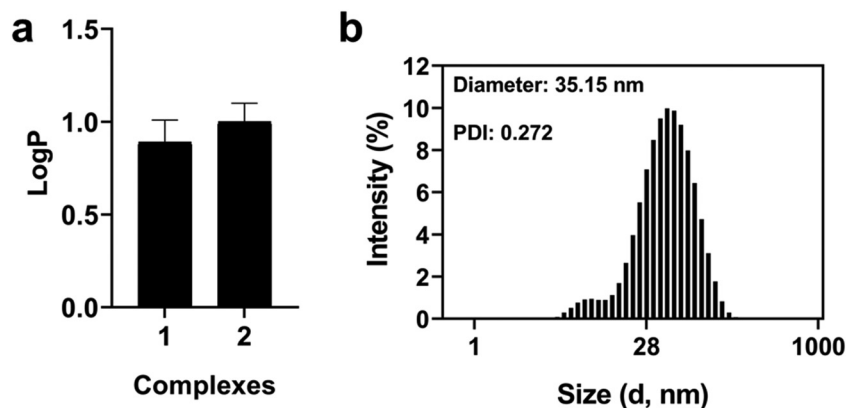 a
1.5
1.0
0.5
0.0
LogP
1 2
Complexes
b
12
10
8
6
4
2
0
Intensity (%)
Diameter: 35.15 nm
PDI: 0.272
1 28 1000
Size (d, nm)